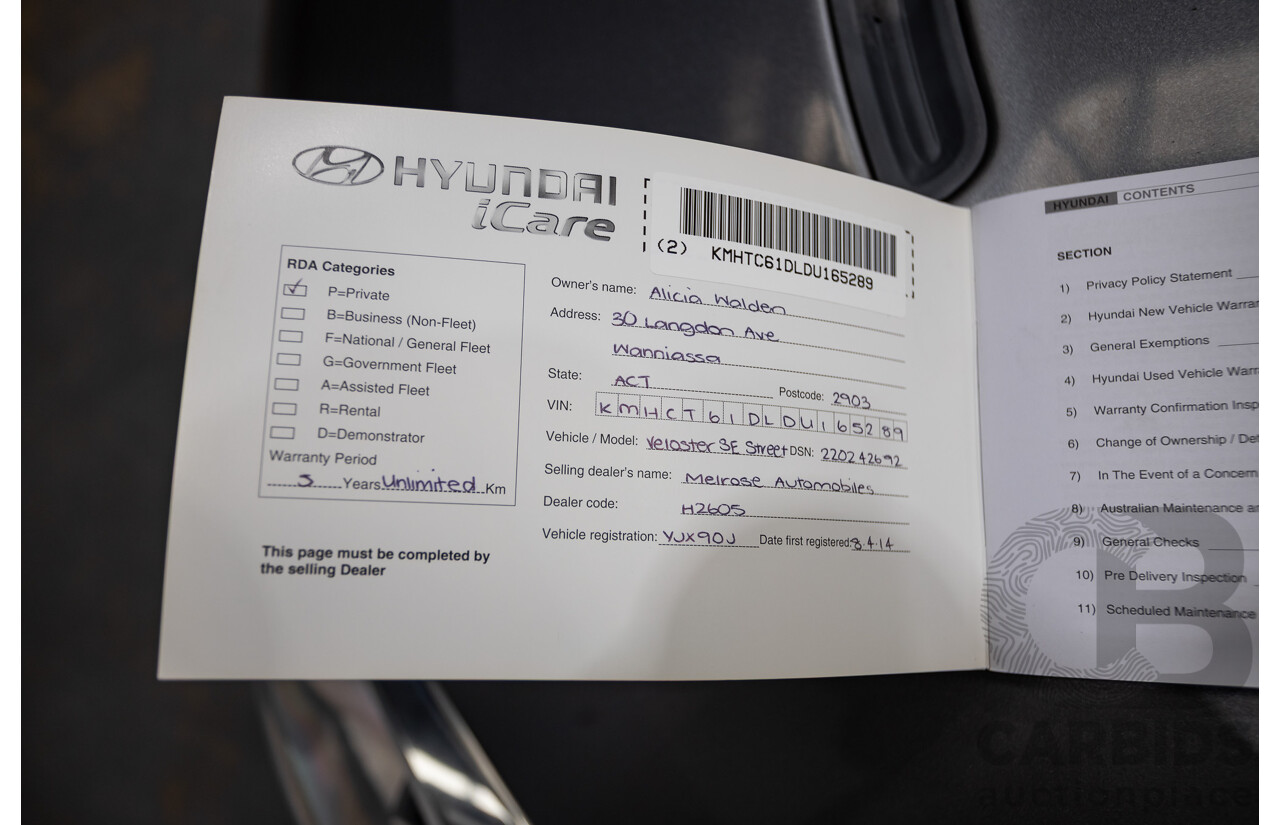 HYUNDAI
iCare
(2) KMHTC61DLDU165289
RDA Categories
P=Private
B=Business (Non-Fleet)
F=National / General Fleet
G=Government Fleet
A=Assisted Fleet
R=Rental
D=Demonstrator
Warranty Period
5 Years Unlimited Km
This page must be completed by
the selling Dealer
Owner's name: Alicia Walden
Address: 30 Langdon Ave
Wanniassa
State: ACT Postcode: 2903
VIN: KMHCT61DLDU165289
Vehicle / Model: Veloster SE Street DSN: 220242692
Selling dealer's name: Melrose Automobiles
Dealer code: H2605
Vehicle registration: YJX90J Date first registered: 8.4.14
HYUNDAI CONTENTS
SECTION
1) Privacy Policy Statement
2) Hyundai New Vehicle Warran
3) General Exemptions
4) Hyundai Used Vehicle Warr
5) Warranty Confirmation Insp
6) Change of Ownership / De
7) In The Event of a Concern
8) Australian Maintenance a
9) General Checks
10) Pre Delivery Inspection
11) Scheduled Maintenance
CB
CARBIDS
auctionplace